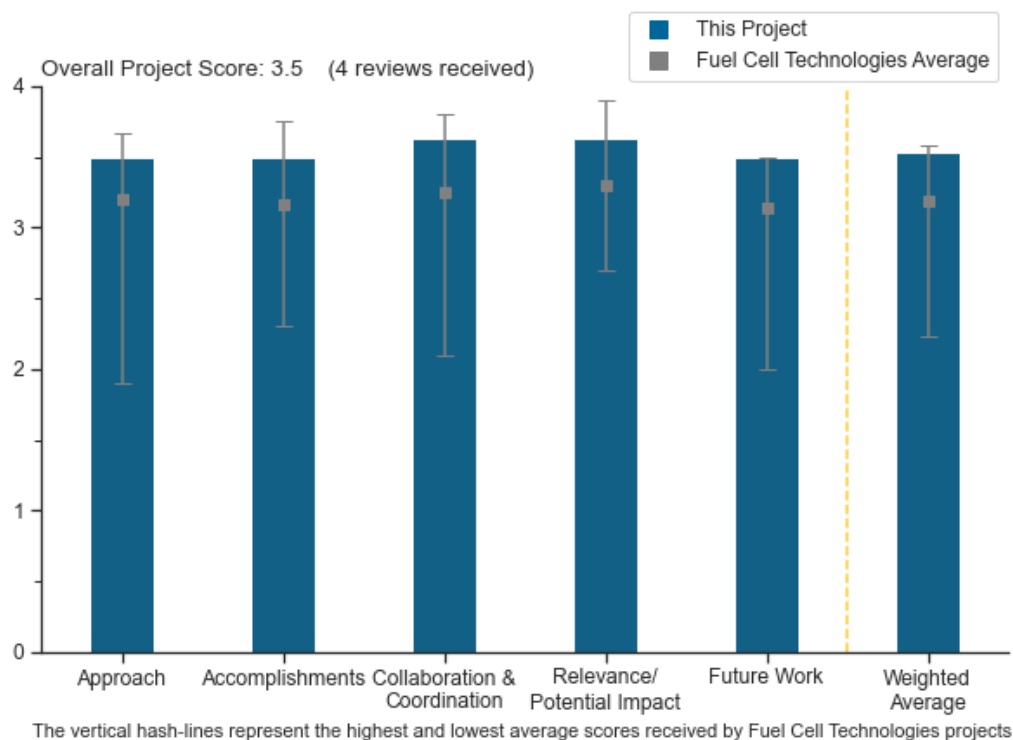 This Project
Fuel Cell Technologies Average
Overall Project Score: 3.5 (4 reviews received)
4
3
2
1
0
Approach
Accomplishments
Collaboration &
Coordination
Relevance/
Potential Impact
Future Work
Weighted
Average
The vertical hash-lines represent the highest and lowest average scores received by Fuel Cell Technologies projects